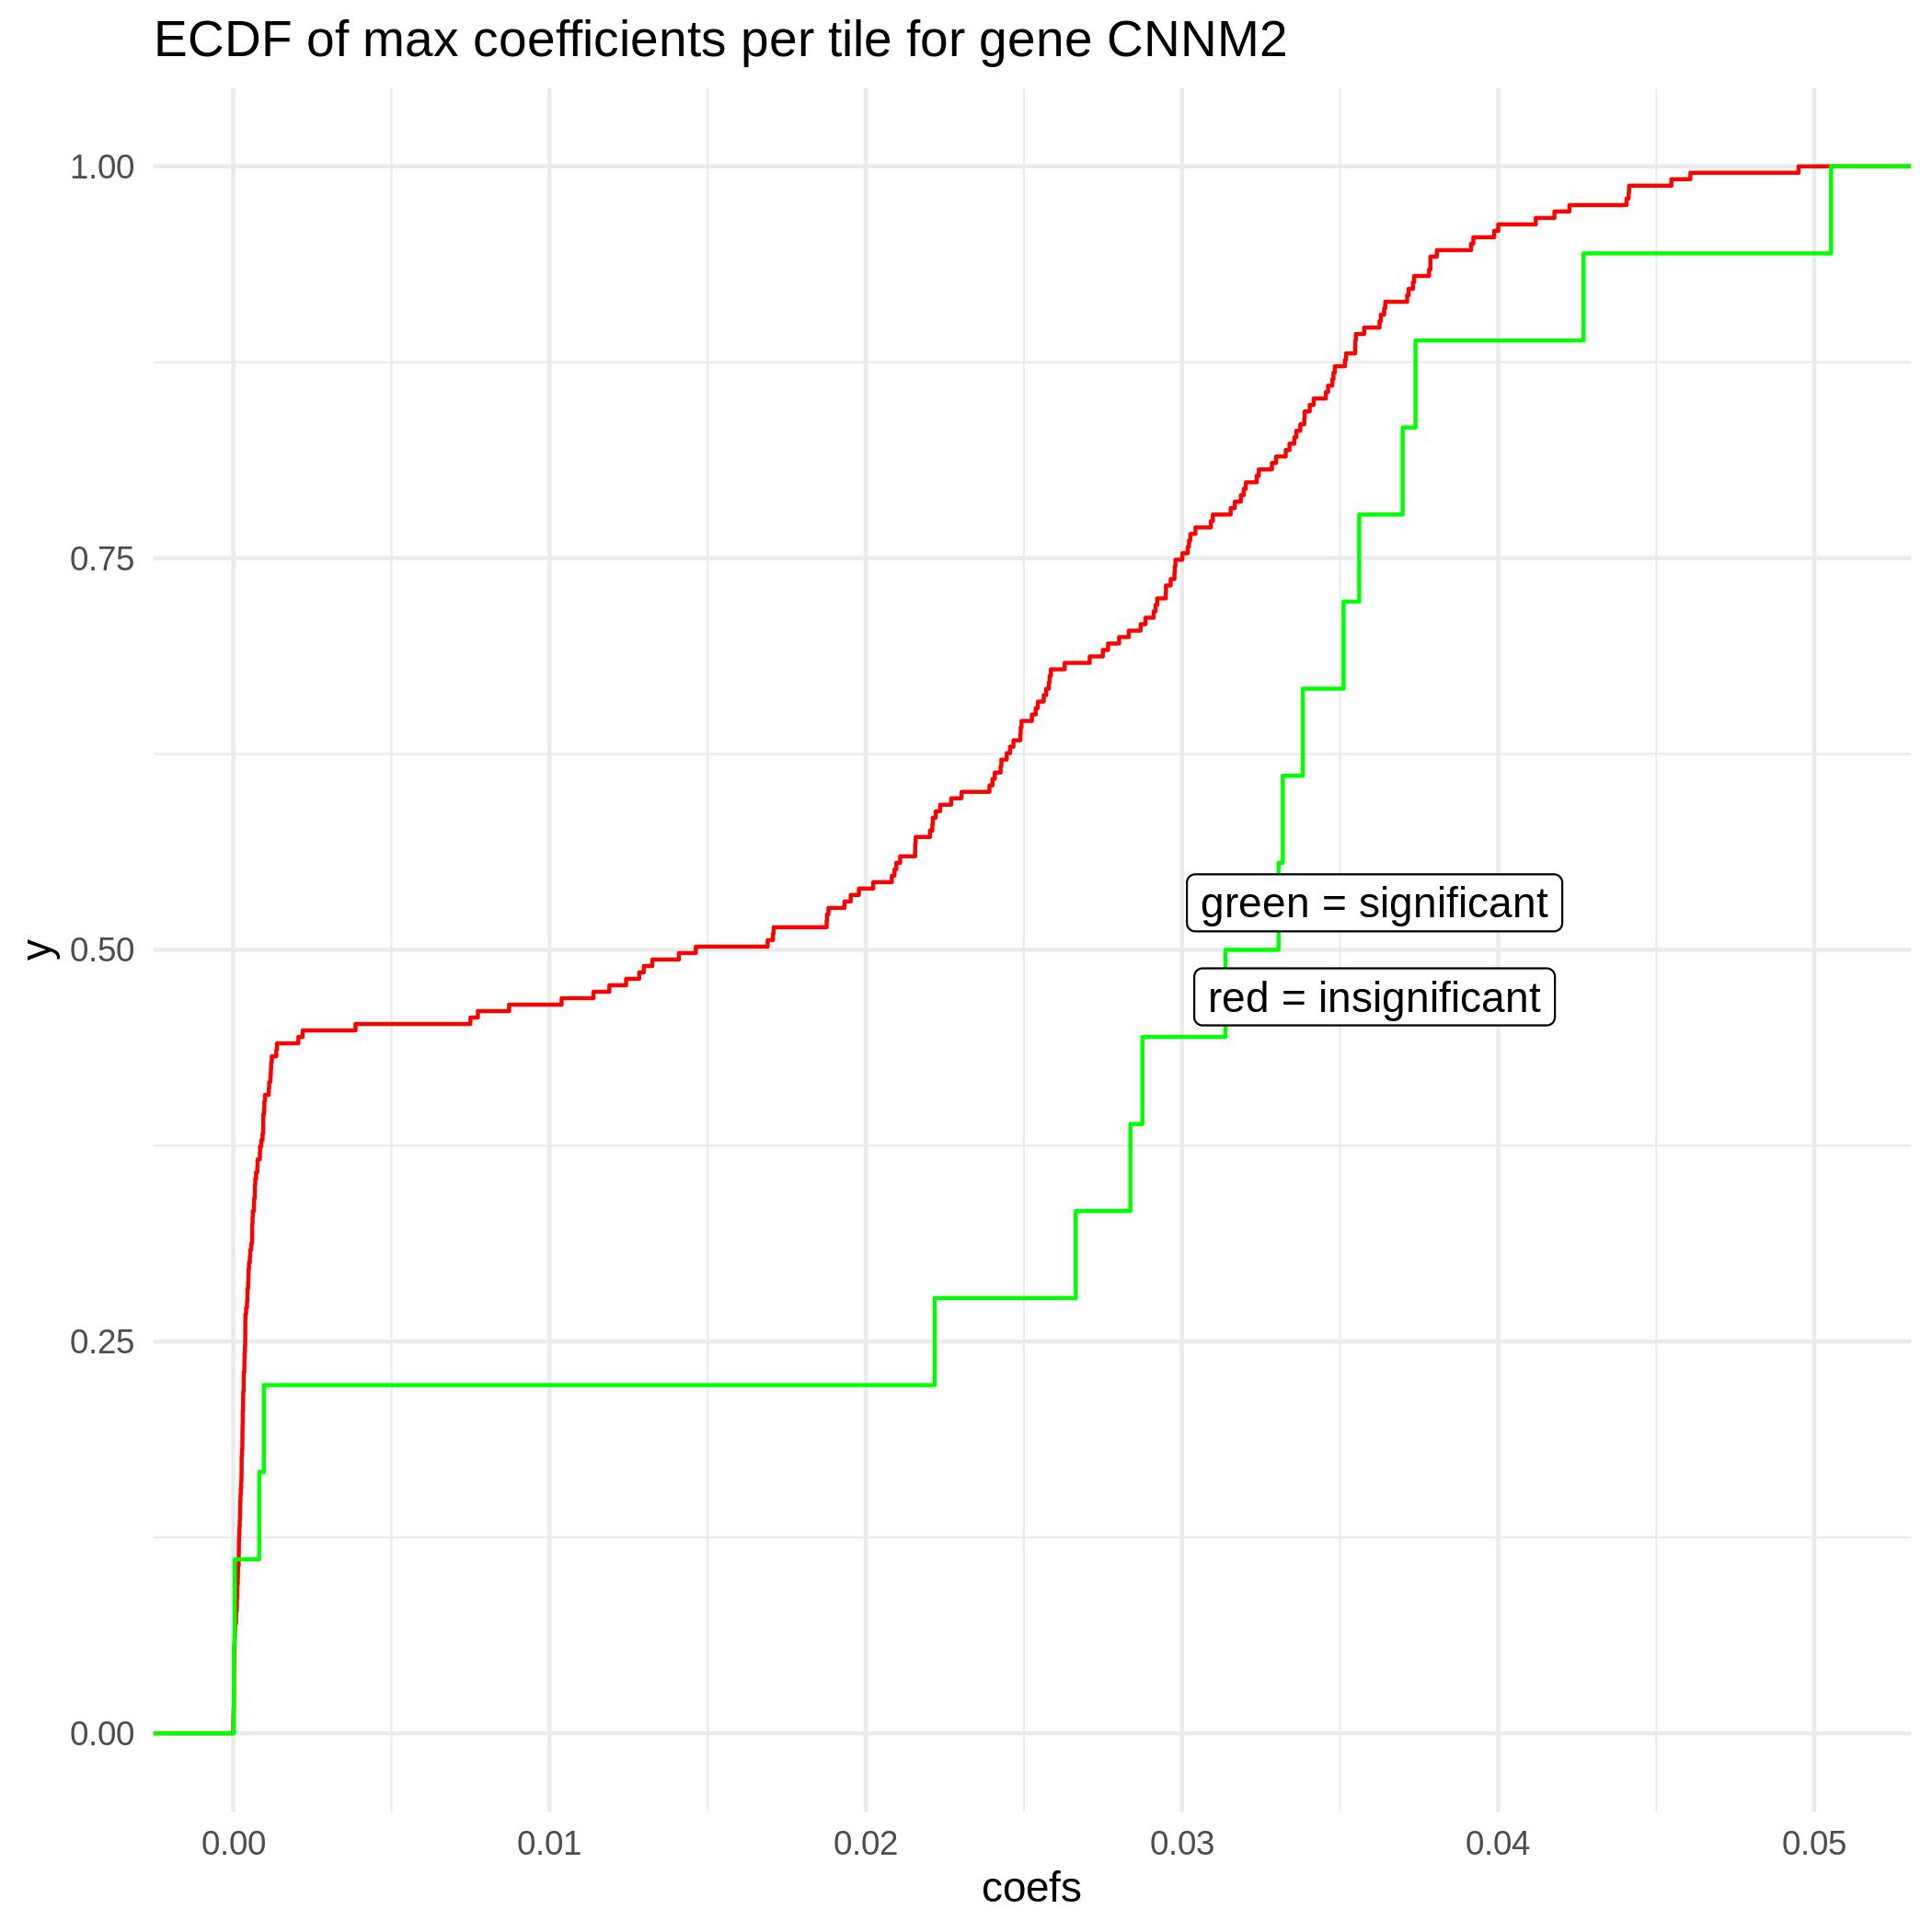 ECDF of max coefficients per tile for gene CNNM2
1.00
0.75
0.50
0.25
0.00
y
green = significant
red = insignificant
0.00 0.01 0.02 0.03 0.04 0.05
coefs